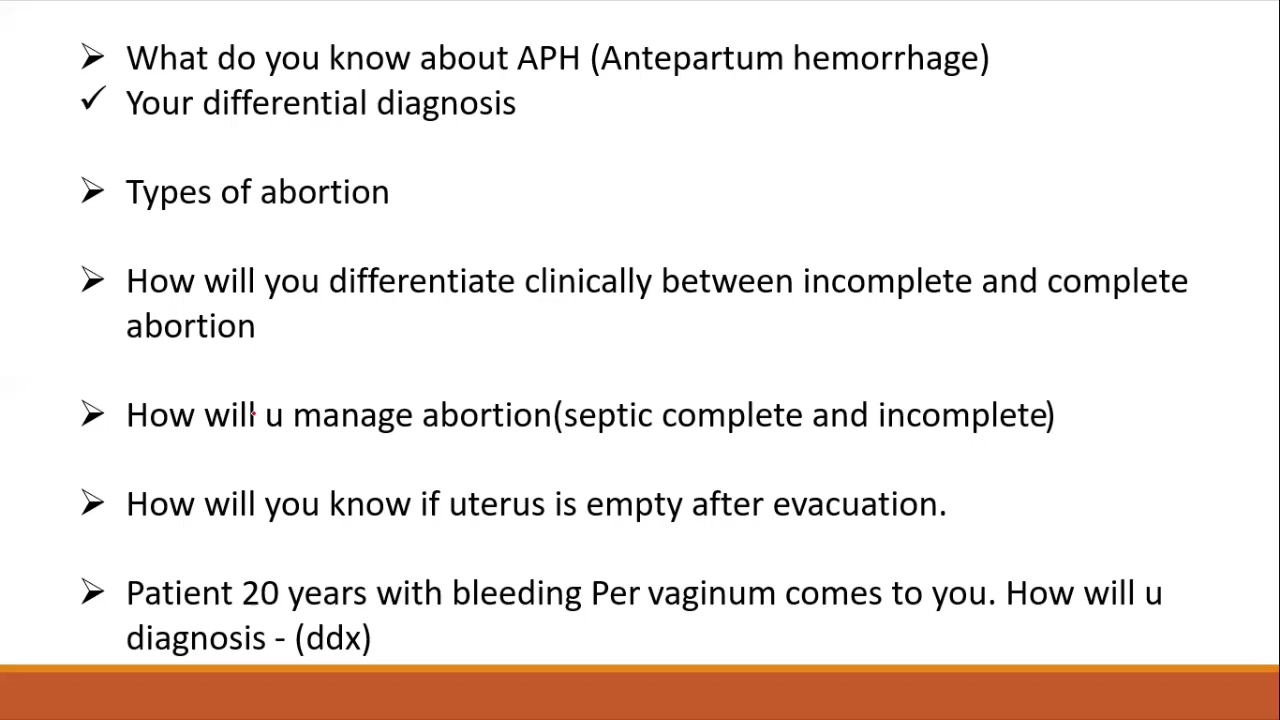 ➢ What do you know about APH (Antepartum hemorrhage)
✓ Your differential diagnosis
➢ Types of abortion
➢ How will you differentiate clinically between incomplete and complete
abortion
➢ How will u manage abortion(septic complete and incomplete)
➢ How will you know if uterus is empty after evacuation.
➢ Patient 20 years with bleeding Per vaginum comes to you. How will u
diagnosis - (ddx)